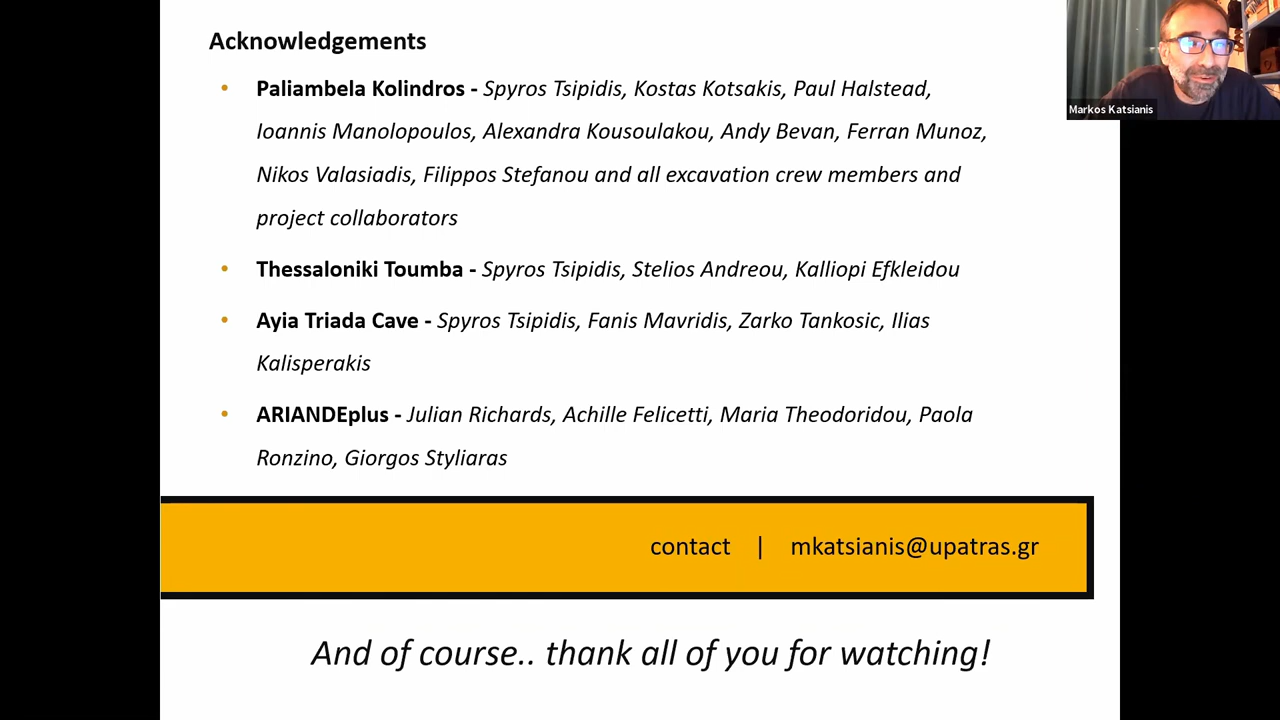 Acknowledgements
• Paliambela Kolindros - Spyros Tsipidis, Kostas Kotsakis, Paul Halstead,
Ioannis Manolopoulos, Alexandra Kousoulakou, Andy Bevan, Ferran Munoz,
Nikos Valasiadis, Filippos Stefanou and all excavation crew members and
project collaborators
• Thessaloniki Toumba - Spyros Tsipidis, Stelios Andreou, Kalliopi Efkleidou
• Ayia Triada Cave - Spyros Tsipidis, Fanis Mavridis, Zarko Tankosic, Ilias
Kalisperakis
• ARIANDEplus - Julian Richards, Achille Felicetti, Maria Theodoridou, Paola
Ronzino, Giorgos Styliaras
contact | mkatsianis@upatras.gr
And of course.. thank all of you for watching!
Markos Katsianis